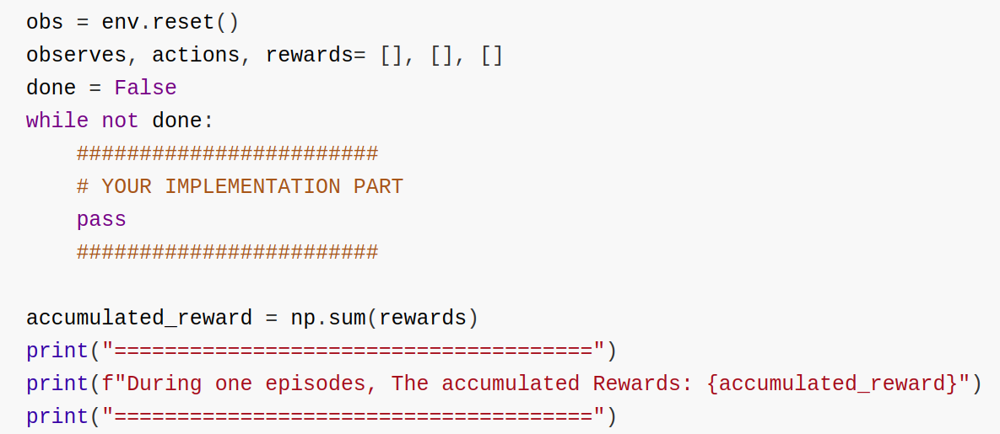 obs = env.reset()
observes, actions, rewards= [], [], []
done = False
while not done:
    ########################
    # YOUR IMPLEMENTATION PART
    pass
    ########################
accumulated_reward = np.sum(rewards)
print("======================================")
print(f"During one episodes, The accumulated Rewards: {accumulated_reward}")
print("======================================")